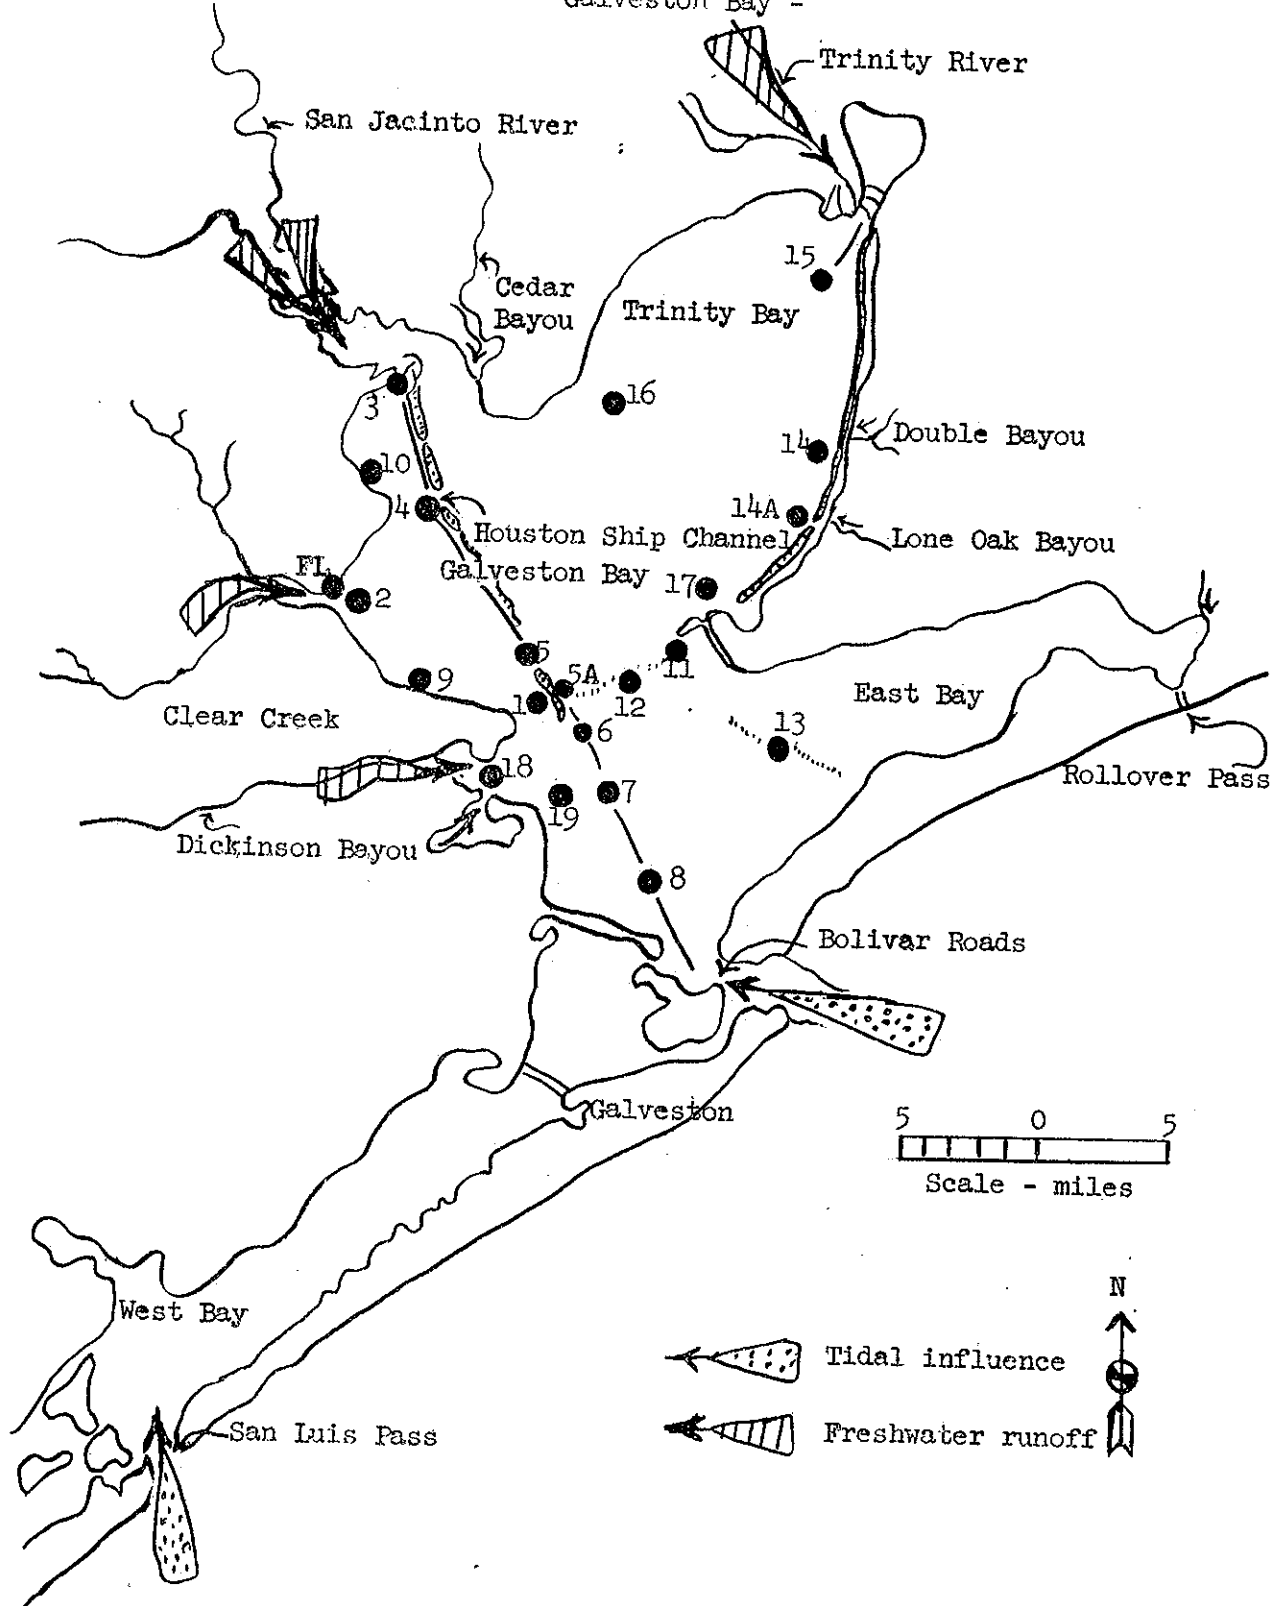 Galveston Bay -
Trinity River
San Jacinto River
15
Cedar
Bayou
Trinity Bay
16
3
14
Double Bayou
10
4
14A
Houston Ship Channel
Lone Oak Bayou
FL
Galveston Bay
17
2
5
11
9
5A
12
East Bay
1
Clear Creek
6
13
18
Rollover Pass
7
19
Dickinson Bayou
8
Bolivar Roads
Galveston
5 0 5
Scale - miles
N
West Bay
Tidal influence
San Luis Pass
Freshwater runoff